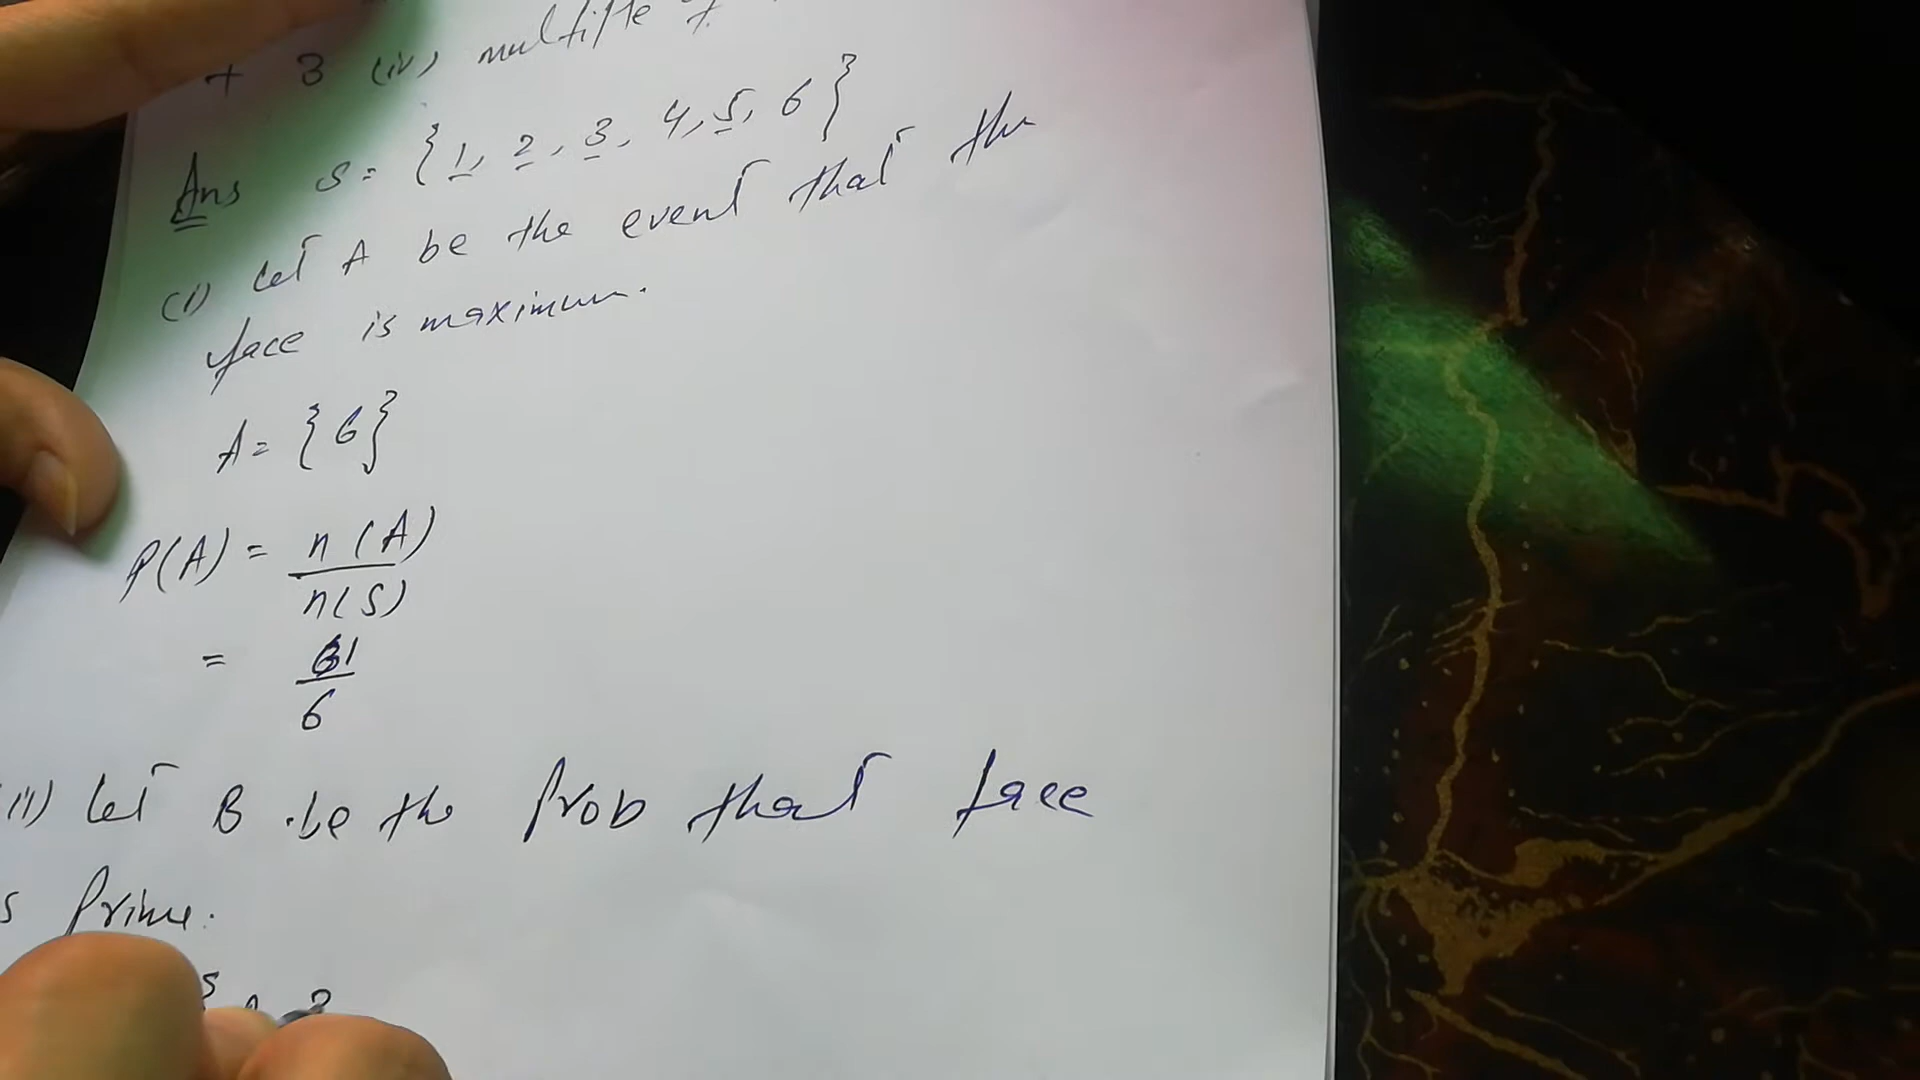 + 3 (iv) multiple of
Ans S = {1, 2, 3, 4, 5, 6}
(i) Let A be the event that the
face is maximum.
A = {6}
P(A) = n(A)/n(S)
= 1/6
(ii) Let B be the prob that face
s Prime.